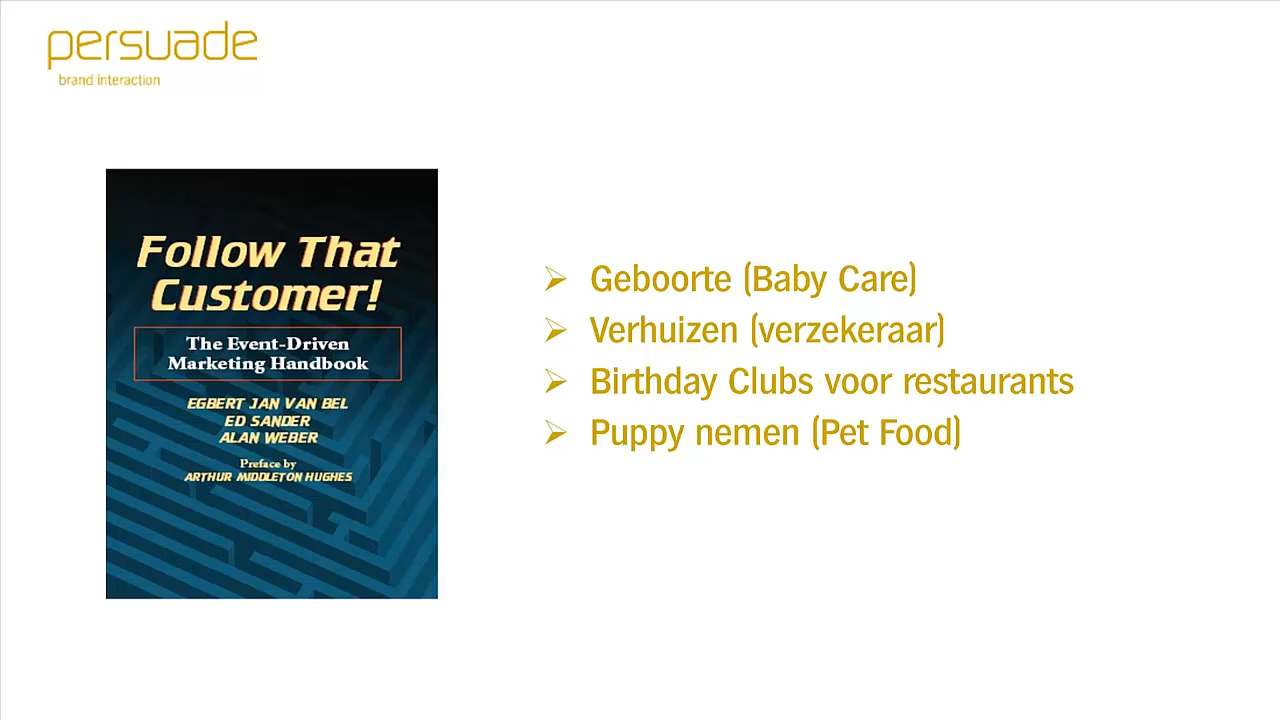 persuade
brand interaction
Follow That
Customer!
The Event-Driven
Marketing Handbook
EGBERT JAN VAN BEL
ED SANDER
ALAN WEBER
Preface by
ARTHUR MIDDLETON HUGHES
Geboorte (Baby Care)
Verhuizen (verzekeraar)
Birthday Clubs voor restaurants
Puppy nemen (Pet Food)